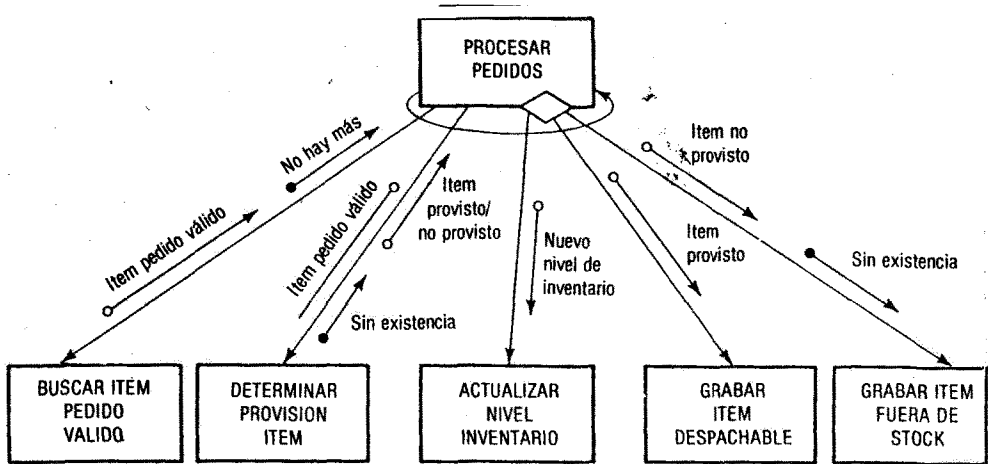 PROCESAR
PEDIDOS
No hay más
Item pedido válido
Item pedido válido
Item
provisto/
no provisto
Sin existencia
Nuevo
nivel de
inventario
Item
provisto
Item no
provisto
Sin existencia
BUSCAR ITEM
PEDIDO
VALIDO
DETERMINAR
PROVISION
ITEM
ACTUALIZAR
NIVEL
INVENTARIO
GRABAR
ITEM
DESPACHABLE
GRABAR ITEM
FUERA DE
STOCK